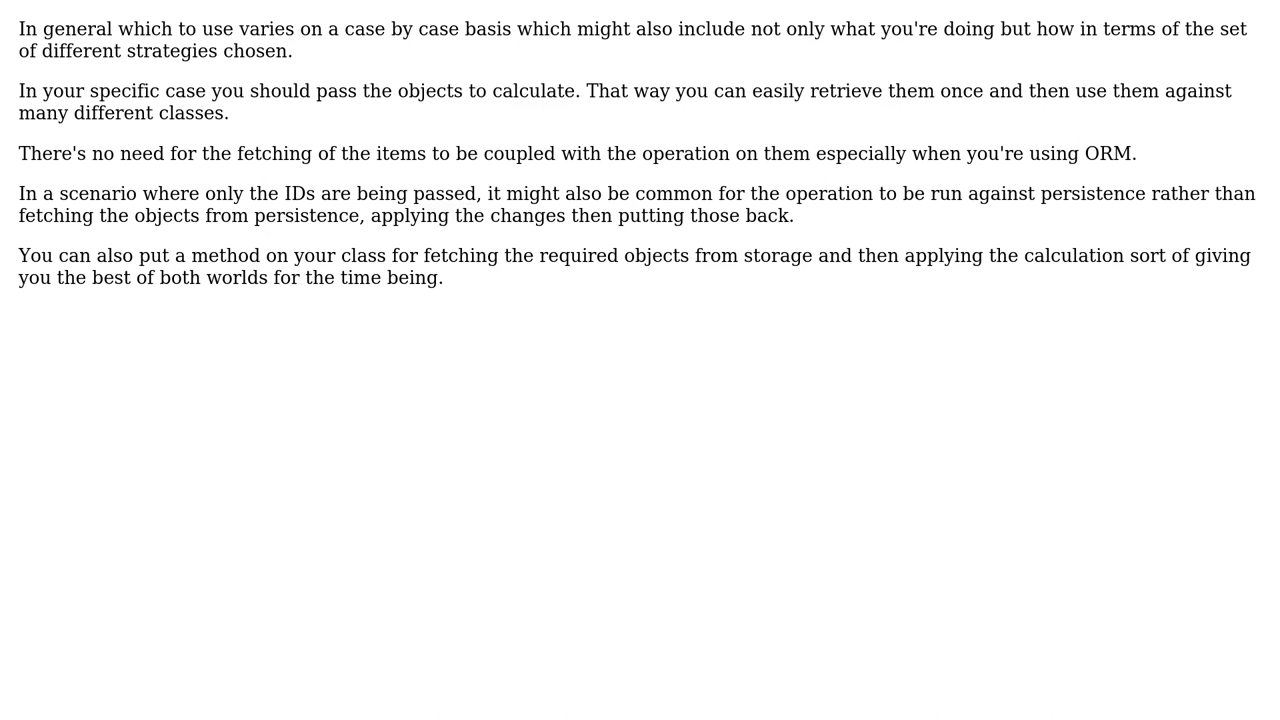 In general which to use varies on a case by case basis which might also include not only what you're doing but how in terms of the set
of different strategies chosen.
In your specific case you should pass the objects to calculate. That way you can easily retrieve them once and then use them against
many different classes.
There's no need for the fetching of the items to be coupled with the operation on them especially when you're using ORM.
In a scenario where only the IDs are being passed, it might also be common for the operation to be run against persistence rather than
fetching the objects from persistence, applying the changes then putting those back.
You can also put a method on your class for fetching the required objects from storage and then applying the calculation sort of giving
you the best of both worlds for the time being.